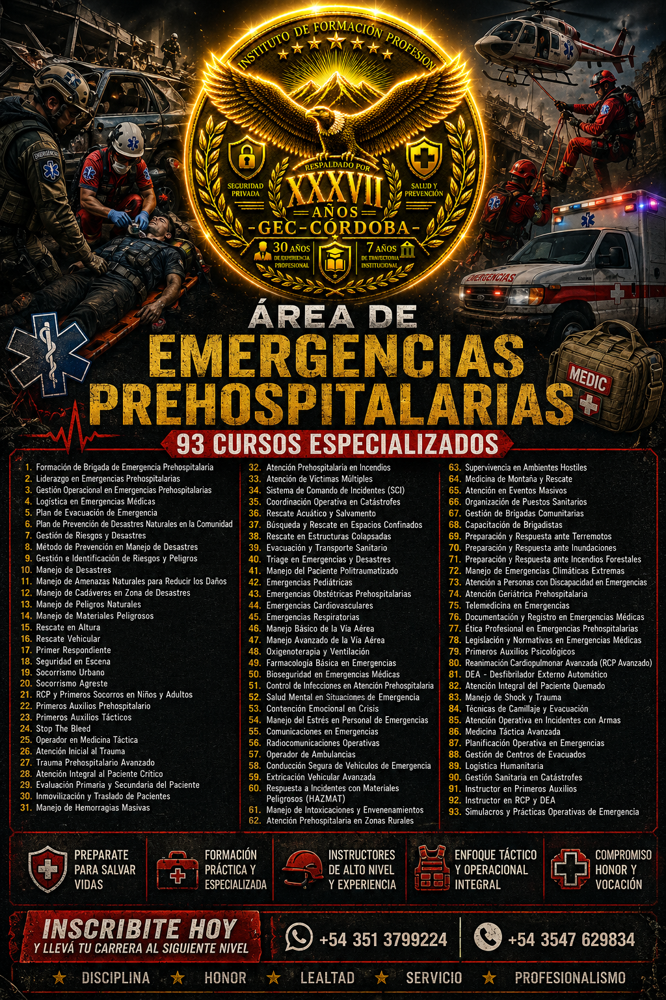 INSTITUTO DE FORMACIÓN PROFESION
RESPALDADO POR
XXXVII
AÑOS
-GEC-CÓRDOBA-
SEGURIDAD
PRIVADA
SALUD Y
PREVENCIÓN
30 AÑOS
DE EXPERIENCIA
PROFESIONAL
7 AÑOS
DE TRAYECTORIA
INSTITUCIONAL
EMERGENCIAS
MEDIC
ÁREA DE
EMERGENCIAS
PREHOSPITALARIAS
93 CURSOS ESPECIALIZADOS
1. Formación de Brigada de Emergencia Prehospitalaria
2. Liderazgo en Emergencias Prehospitalarias
3. Gestión Operacional en Emergencias Prehospitalarias
4. Logística en Emergencias Médicas
5. Plan de Evacuación de Emergencia
6. Plan de Prevención de Desastres Naturales en la Comunidad
7. Gestión de Riesgos y Desastres
8. Método de Prevención en Manejo de Desastres
9. Gestión e Identificación de Riesgos y Peligros
10. Manejo de Desastres
11. Manejo de Amenazas Naturales para Reducir los Daños
12. Manejo de Cadáveres en Zona de Desastres
13. Manejo de Peligros Naturales
14. Manejo de Materiales Peligrosos
15. Rescate en Altura
16. Rescate Vehicular
17. Primer Respondiente
18. Seguridad en Escena
19. Socorrismo Urbano
20. Socorrismo Agreste
21. RCP y Primeros Socorros en Niños y Adultos
22. Primeros Auxilios Prehospitalario
23. Primeros Auxilios Tácticos
24. Stop The Bleed
25. Operador en Medicina Táctica
26. Atención Inicial al Trauma
27. Trauma Prehospitalario Avanzado
28. Atención Integral al Paciente Crítico
29. Evaluación Primaria y Secundaria del Paciente
30. Inmovilización y Traslado de Pacientes
31. Manejo de Hemorragias Masivas
32. Atención Prehospitalaria en Incendios
33. Atención de Víctimas Múltiples
34. Sistema de Comando de Incidentes (SCI)
35. Coordinación Operativa en Catástrofes
36. Rescate Acuático y Salvamento
37. Búsqueda y Rescate en Espacios Confinados
38. Rescate en Estructuras Colapsadas
39. Evacuación y Transporte Sanitario
40. Triage en Emergencias y Desastres
41. Manejo del Paciente Politraumatizado
42. Emergencias Pediátricas
43. Emergencias Obstétricas Prehospitalarias
44. Emergencias Cardiovasculares
45. Emergencias Respiratorias
46. Manejo Básico de la Vía Aérea
47. Manejo Avanzado de la Vía Aérea
48. Oxigenoterapia y Ventilación
49. Farmacología Básica en Emergencias
50. Bioseguridad en Emergencias Médicas
51. Control de Infecciones en Atención Prehospitalaria
52. Salud Mental en Situaciones de Emergencia
53. Contención Emocional en Crisis
54. Manejo del Estrés en Personal de Emergencias
55. Comunicaciones en Emergencias
56. Radiocomunicaciones Operativas
57. Operador de Ambulancias
58. Conducción Segura de Vehículos de Emergencia
59. Extricación Vehicular Avanzada
60. Respuesta a Incidentes con Materiales
Peligrosos (HAZMAT)
61. Manejo de Intoxicaciones y Envenenamientos
62. Atención Prehospitalaria en Zonas Rurales
63. Supervivencia en Ambientes Hostiles
64. Medicina de Montaña y Rescate
65. Atención en Eventos Masivos
66. Organización de Puestos Sanitarios
67. Gestión de Brigadas Comunitarias
68. Capacitación de Brigadistas
69. Preparación y Respuesta ante Terremotos
70. Preparación y Respuesta ante Inundaciones
71. Preparación y Respuesta ante Incendios Forestales
72. Manejo de Emergencias Climáticas Extremas
73. Atención a Personas con Discapacidad en Emergencias
74. Atención Geriátrica Prehospitalaria
75. Telemedicina en Emergencias
76. Documentación y Registro en Emergencias Médicas
77. Ética Profesional en Emergencias Prehospitalarias
78. Legislación y Normativas en Emergencias Médicas
79. Primeros Auxilios Psicológicos
80. Reanimación Cardiopulmonar Avanzada (RCP Avanzado)
81. DEA - Desfibrilador Externo Automático
82. Atención Integral del Paciente Quemado
83. Manejo de Shock y Trauma
84. Técnicas de Camillaje y Evacuación
85. Atención Operativa en Incidentes con Armas
86. Medicina Táctica Avanzada
87. Planificación Operativa en Emergencias
88. Gestión de Centros de Evacuados
89. Logística Humanitaria
90. Gestión Sanitaria en Catástrofes
91. Instructor en Primeros Auxilios
92. Instructor en RCP y DEA
93. Simulacros y Prácticas Operativas de Emergencia
PREPARATE
PARA SALVAR
VIDAS
FORMACIÓN
PRÁCTICA Y
ESPECIALIZADA
INSTRUCTORES
DE ALTO NIVEL
Y EXPERIENCIA
ENFOQUE TÁCTICO
Y OPERACIONAL
INTEGRAL
COMPROMISO
HONOR Y
VOCACIÓN
INSCRIBITE HOY
Y LLEVÁ TU CARRERA AL SIGUIENTE NIVEL
+54 351 3799224
+54 3547 629834
DISCIPLINA HONOR LEALTAD SERVICIO PROFESIONALISMO